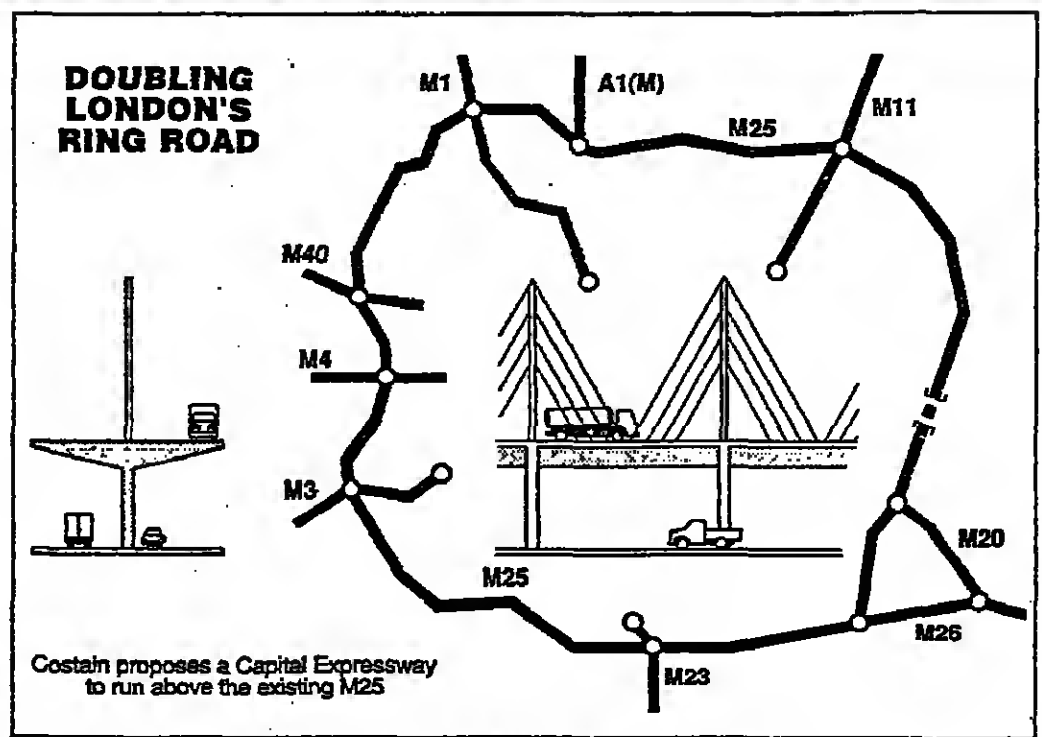 DOUBLING
LONDON'S
RING ROAD
M1
A1(M)
M25
M11
M40
M4
M3
M25
M20
M26
M23
Costain proposes a Capital Expressway
to run above the existing M25